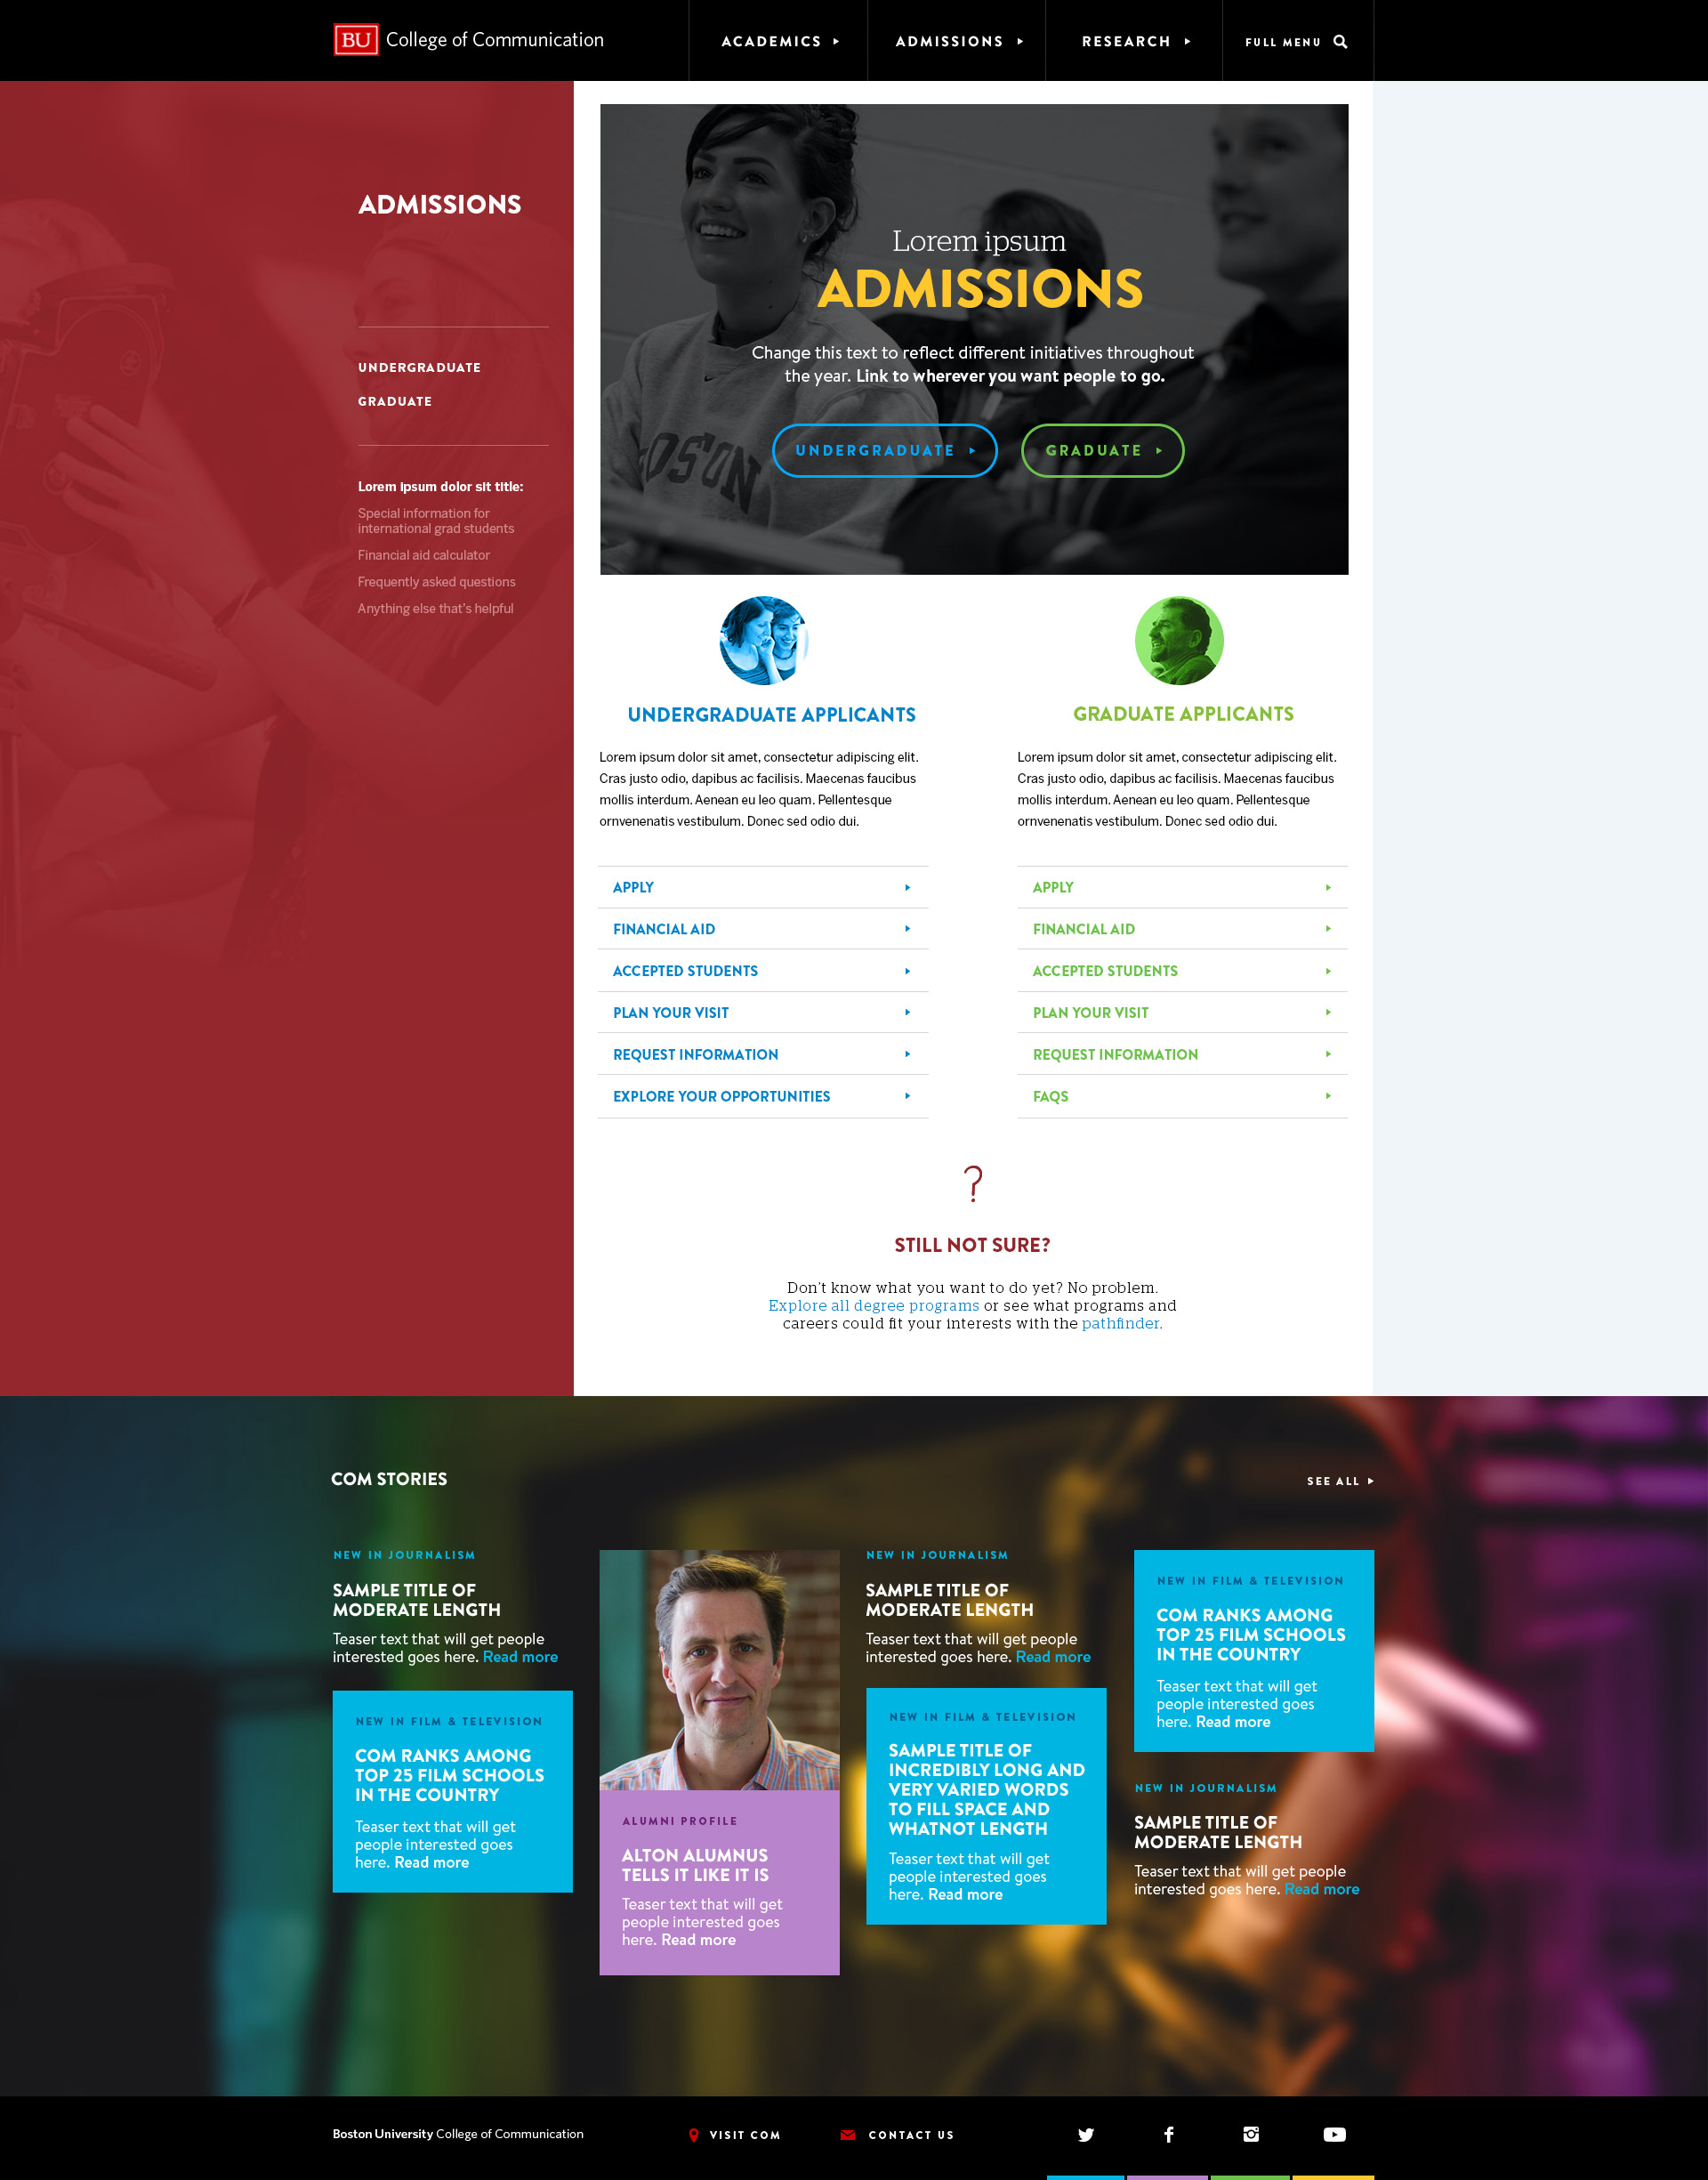 BU College of Communication
ACADEMICS
ADMISSIONS
RESEARCH
FULL MENU
ADMISSIONS
UNDERGRADUATE
GRADUATE
Lorem ipsum dolor sit title:
Special information for
international grad students
Financial aid calculator
Frequently asked questions
Anything else that's helpful
Lorem ipsum
ADMISSIONS
Change this text to reflect different initiatives throughout
the year. Link to wherever you want people to go.
UNDERGRADUATE
GRADUATE
UNDERGRADUATE APPLICANTS
Lorem ipsum dolor sit amet, consectetur adipiscing elit.
Cras justo odio, dapibus ac facilisis. Maecenas faucibus
mollis interdum. Aenean eu leo quam. Pellentesque
ornvenenatis vestibulum. Donec sed odio dui.
APPLY
FINANCIAL AID
ACCEPTED STUDENTS
PLAN YOUR VISIT
REQUEST INFORMATION
EXPLORE YOUR OPPORTUNITIES
GRADUATE APPLICANTS
Lorem ipsum dolor sit amet, consectetur adipiscing elit.
Cras justo odio, dapibus ac facilisis. Maecenas faucibus
mollis interdum. Aenean eu leo quam. Pellentesque
ornvenenatis vestibulum. Donec sed odio dui.
APPLY
FINANCIAL AID
ACCEPTED STUDENTS
PLAN YOUR VISIT
REQUEST INFORMATION
FAQS
?
STILL NOT SURE?
Don't know what you want to do yet? No problem.
Explore all degree programs or see what programs and
careers could fit your interests with the pathfinder.
COM STORIES
SEE ALL
NEW IN JOURNALISM
SAMPLE TITLE OF
MODERATE LENGTH
Teaser text that will get people
interested goes here. Read more
NEW IN FILM & TELEVISION
COM RANKS AMONG
TOP 25 FILM SCHOOLS
IN THE COUNTRY
Teaser text that will get
people interested goes
here. Read more
ALUMNI PROFILE
ALTON ALUMNUS
TELLS IT LIKE IT IS
Teaser text that will get
people interested goes
here. Read more
NEW IN JOURNALISM
SAMPLE TITLE OF
MODERATE LENGTH
Teaser text that will get people
interested goes here. Read more
NEW IN FILM & TELEVISION
SAMPLE TITLE OF
INCREDIBLY LONG AND
VERY VARIED WORDS
TO FILL SPACE AND
WHATNOT LENGTH
Teaser text that will get
people interested goes
here. Read more
NEW IN FILM & TELEVISION
COM RANKS AMONG
TOP 25 FILM SCHOOLS
IN THE COUNTRY
Teaser text that will get
people interested goes
here. Read more
NEW IN JOURNALISM
SAMPLE TITLE OF
MODERATE LENGTH
Teaser text that will get people
interested goes here. Read more
Boston University College of Communication
VISIT COM
CONTACT US